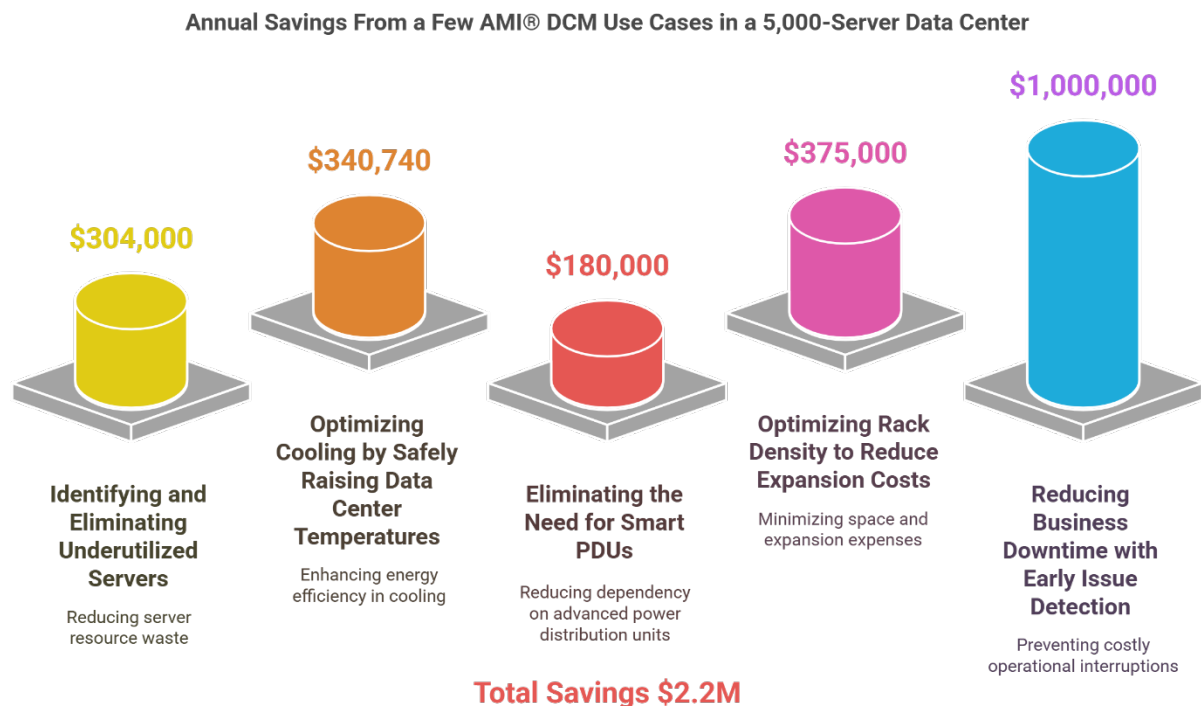 Annual Savings From a Few AMI® DCM Use Cases in a 5,000-Server Data Center
$304,000
Identifying and
Eliminating
Underutilized
Servers
Reducing server
resource waste
$340,740
Optimizing
Cooling by Safely
Raising Data
Center
Temperatures
Enhancing energy
efficiency in cooling
$180,000
Eliminating the
Need for Smart
PDUs
Reducing dependency
on advanced power
distribution units
$375,000
Optimizing Rack
Density to Reduce
Expansion Costs
Minimizing space and
expansion expenses
$1,000,000
Reducing
Business
Downtime with
Early Issue
Detection
Preventing costly
operational interruptions
Total Savings $2.2M